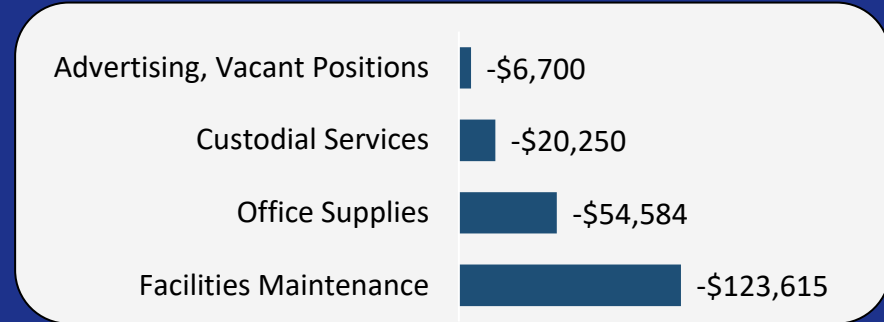 Advertising, Vacant Positions -$6,700
Custodial Services -$20,250
Office Supplies -$54,584
Facilities Maintenance -$123,615